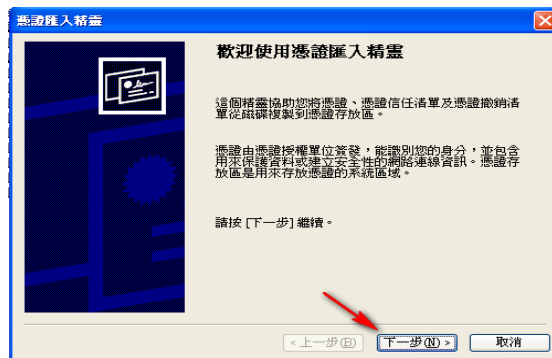 憑證匯入精靈
歡迎使用憑證匯入精靈
這個精靈協助您將憑證、憑證信任清單及憑證撤銷清
單從磁碟複製到憑證存放區。
憑證由憑證授權單位簽發，能識別您的身分，並包含
用來保護資料或建立安全性的網路連線資訊。憑證存
放區是用來存放憑證的系統區域。
請按 [下一步] 繼續。
<上一步(B) 下一步(N) > 取消